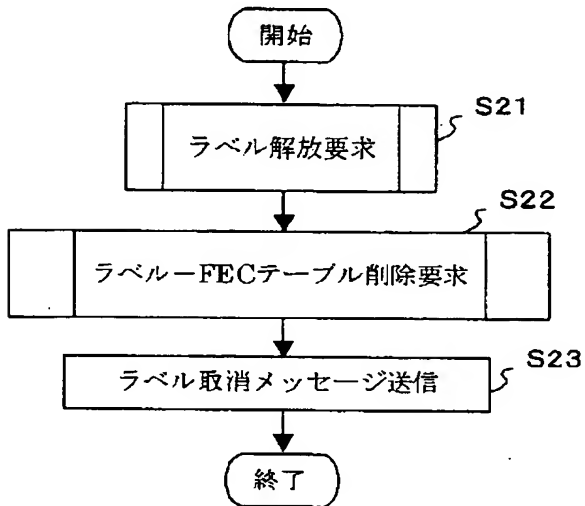 開始
S21
ラベル解放要求
S22
ラベル－FECテーブル削除要求
S23
ラベル取消メッセージ送信
終了